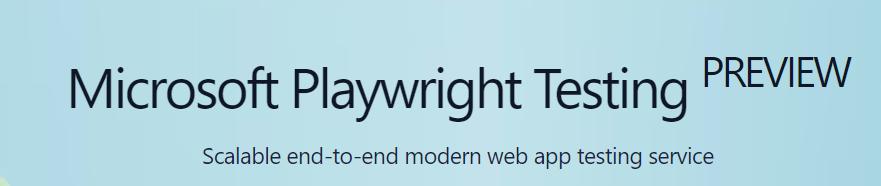 Microsoft Playwright Testing PREVIEW
Scalable end-to-end modern web app testing service